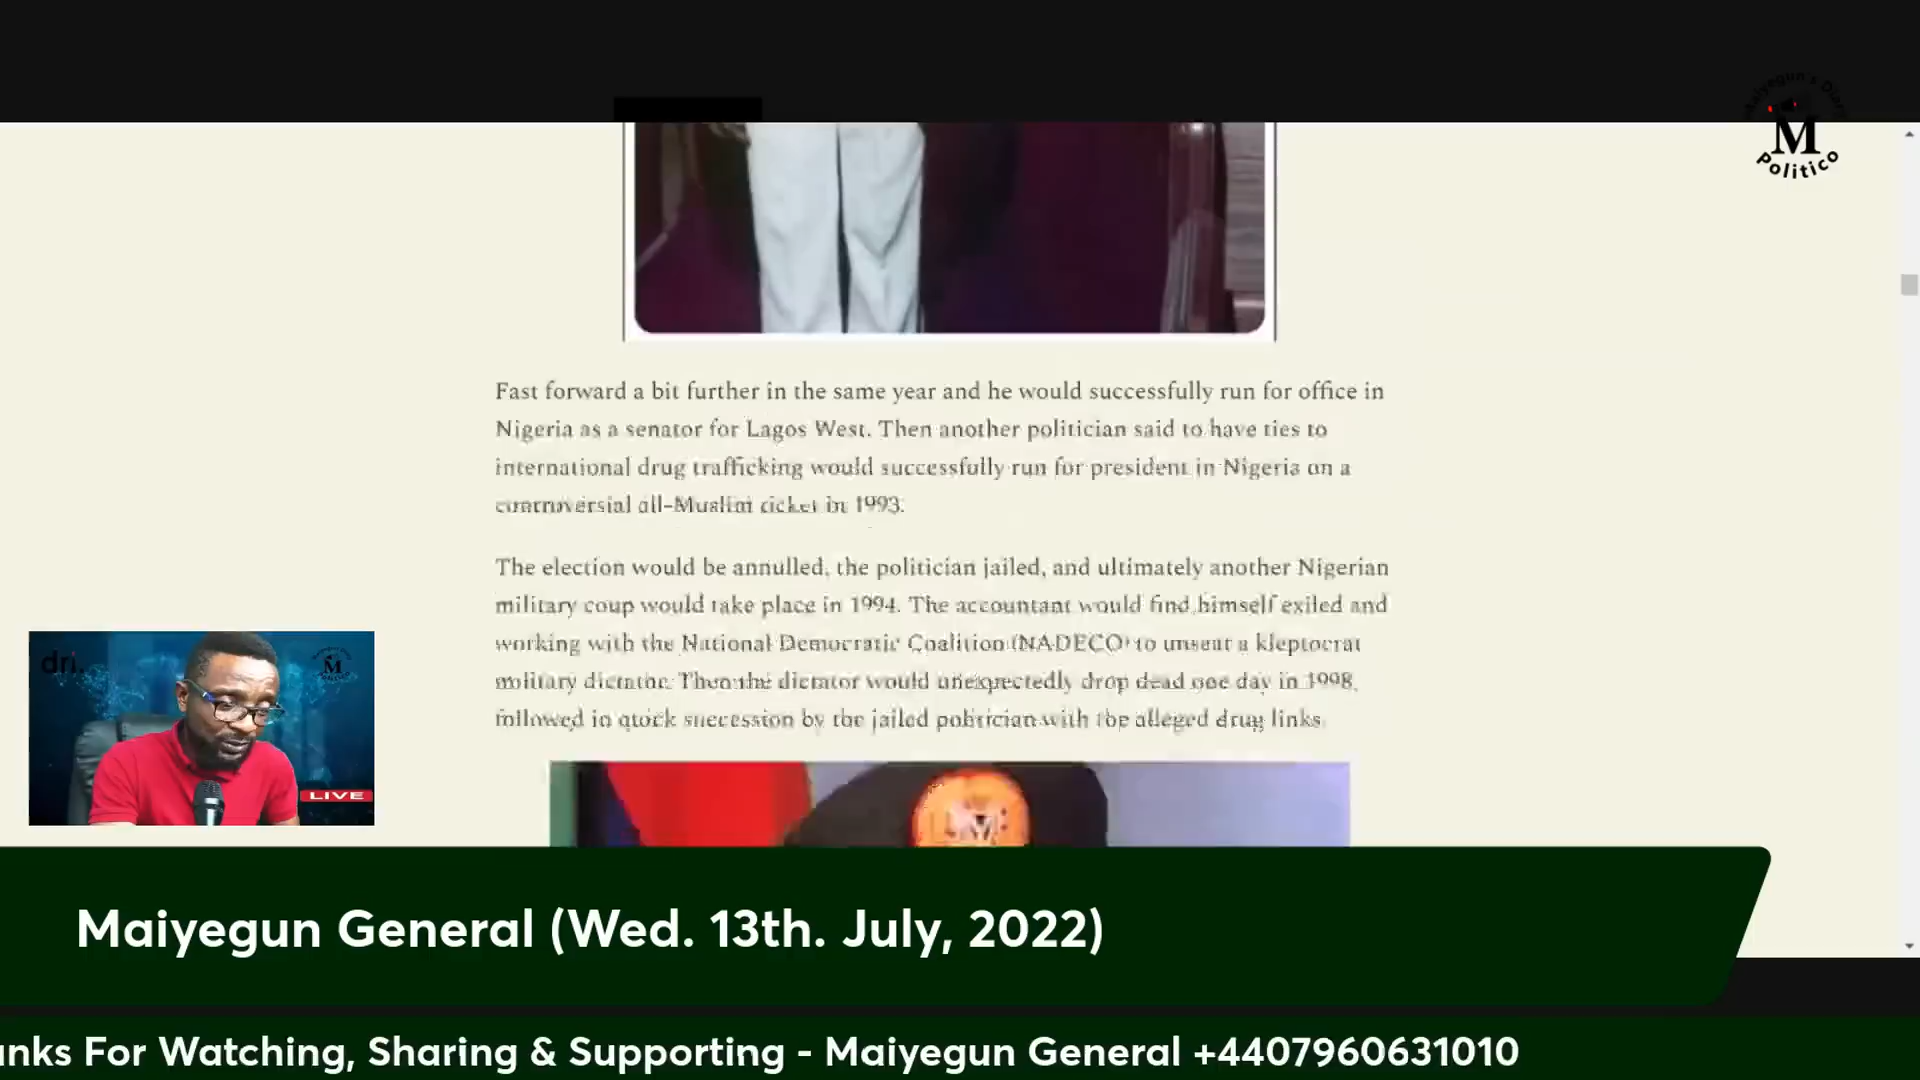 Maiyegun's Diary
M
Politico
Fast forward a bit further in the same year and he would successfully run for office in
Nigeria as a senator for Lagos West. Then another politician said to have ties to
international drug trafficking would successfully run for president in Nigeria on a
controversial all-Muslim ticket in 1993.
The election would be annulled, the politician jailed, and ultimately another Nigerian
military coup would take place in 1994. The accountant would find himself exiled and
working with the National Democratic Coalition (NADECO) to unseat a kleptocrat
military dictator. Then the dictator would unexpectedly drop dead one day in 1998,
followed in quick succession by the jailed politician with the alleged drug links.
dri.
M
LIVE
Maiyegun General (Wed. 13th. July, 2022)
anks For Watching, Sharing & Supporting - Maiyegun General +4407960631010